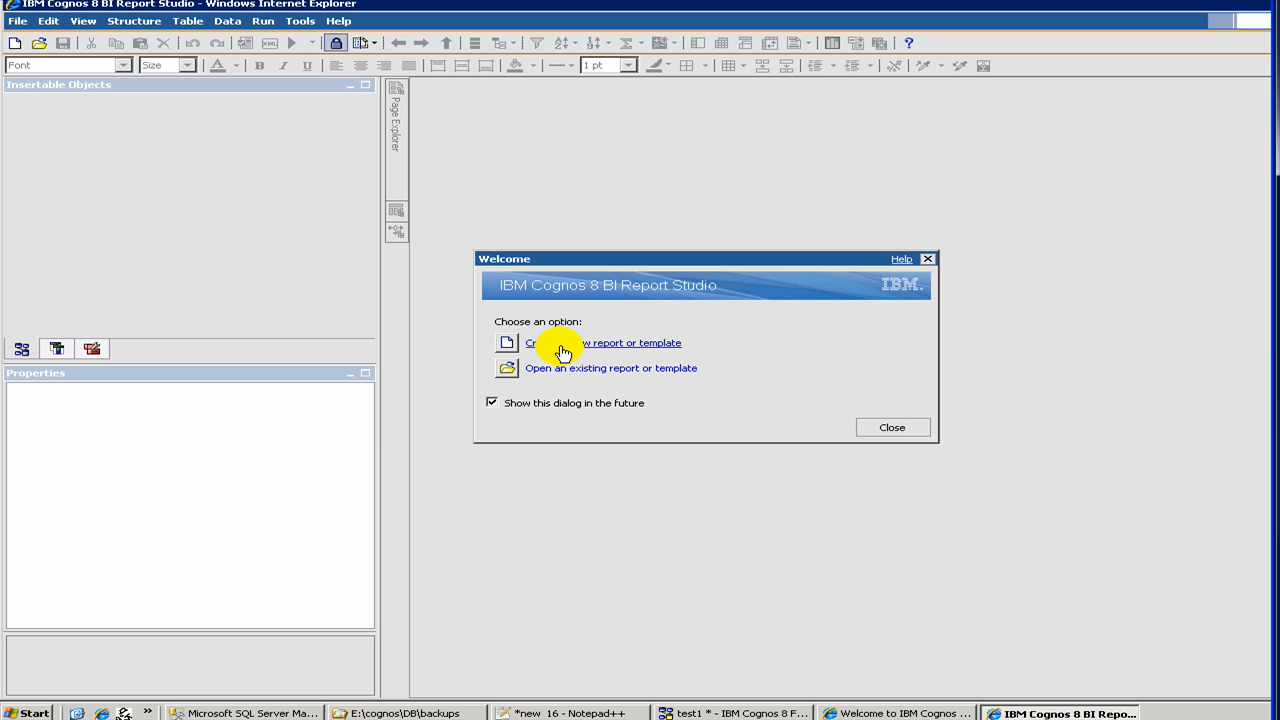 IBM Cognos 8 BI Report Studio - Windows Internet Explorer
File Edit View Structure Table Data Run Tools Help
Font Size B I U 1 pt
Insertable Objects
Page Explorer
Welcome Help
IBM Cognos 8 BI Report Studio IBM.
Choose an option:
report or template
Open an existing report or template
Show this dialog in the future
Close
Properties
Start » Microsoft SQL Server Ma... E:\cognos\DB\backups *new 16 - Notepad++ test1 * - IBM Cognos 8 F... Welcome to IBM Cognos ... IBM Cognos 8 BI Repo...